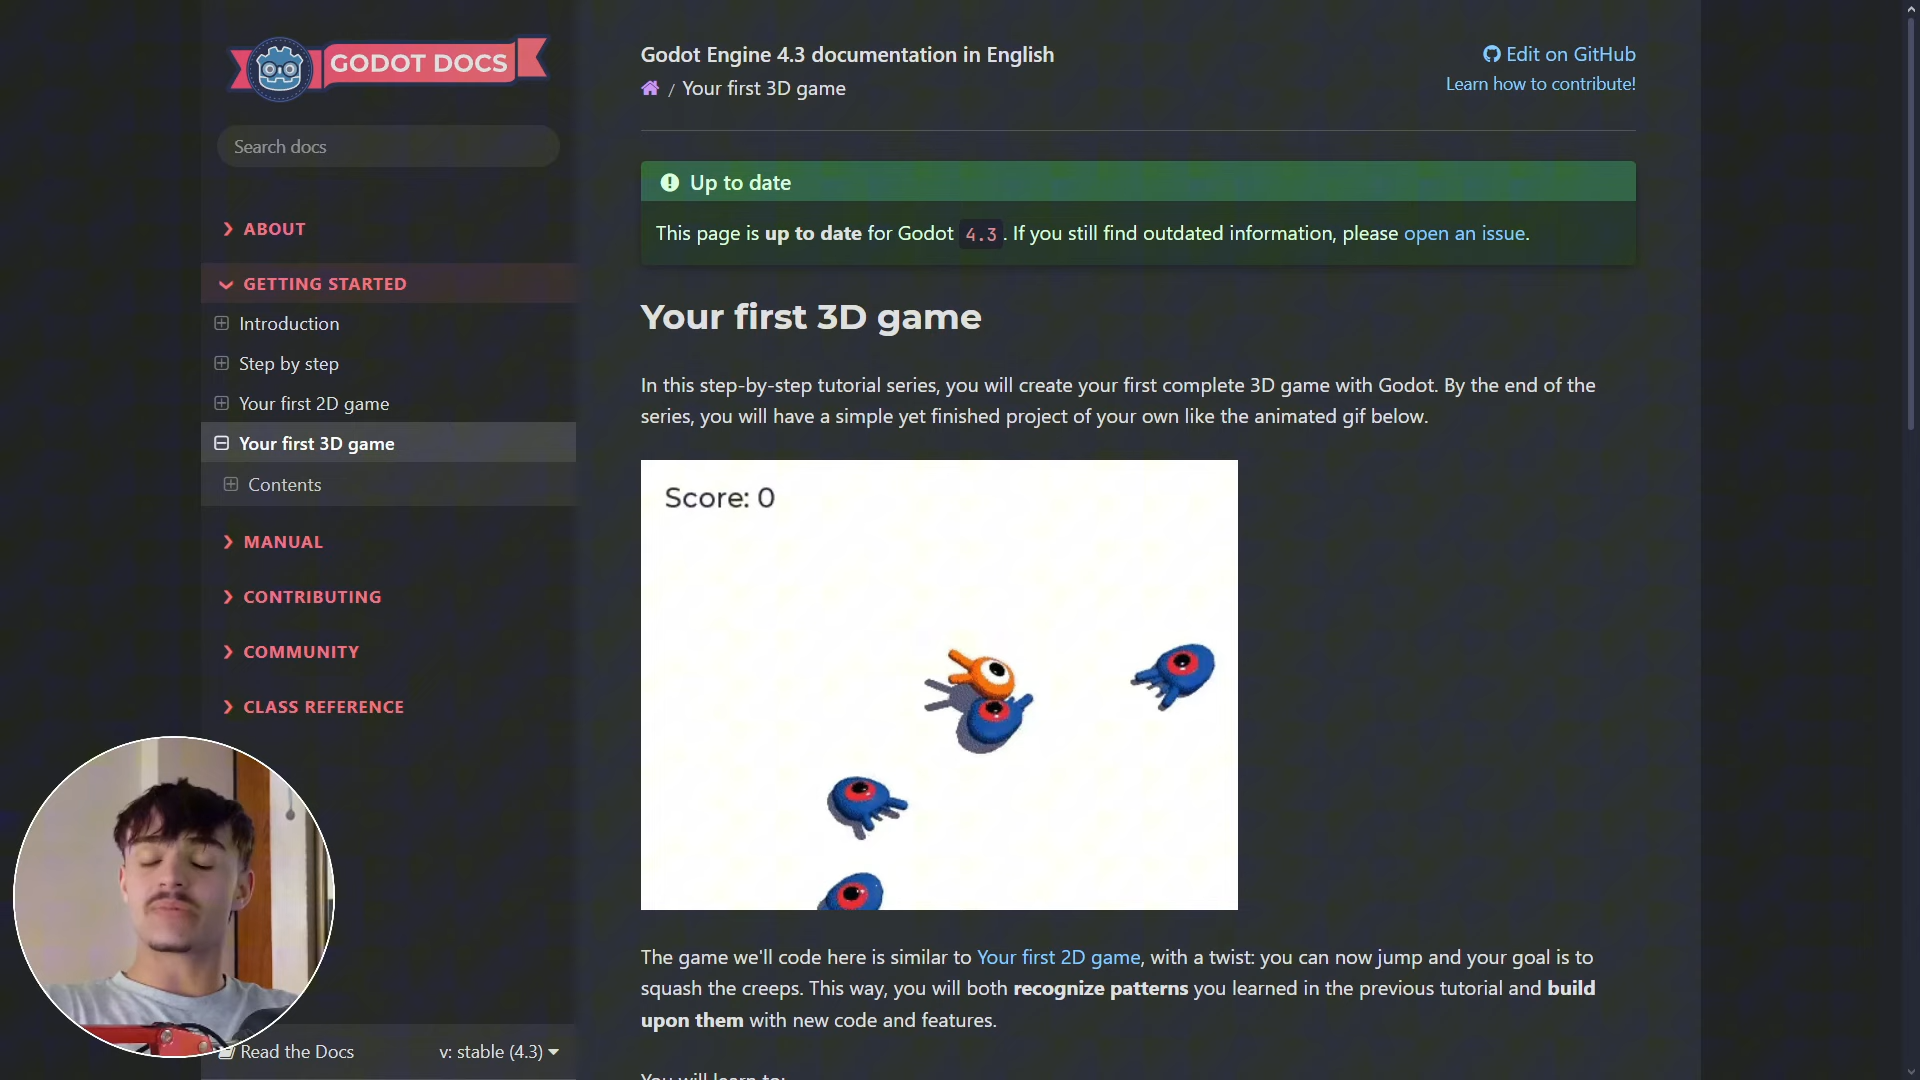 GODOT DOCS
Search docs
ABOUT
GETTING STARTED
Introduction
Step by step
Your first 2D game
Your first 3D game
Contents
MANUAL
CONTRIBUTING
COMMUNITY
CLASS REFERENCE
Read the Docs
v: stable (4.3)
Godot Engine 4.3 documentation in English
/ Your first 3D game
Edit on GitHub
Learn how to contribute!
Up to date
This page is up to date for Godot 4.3. If you still find outdated information, please open an issue.
Your first 3D game
In this step-by-step tutorial series, you will create your first complete 3D game with Godot. By the end of the
series, you will have a simple yet finished project of your own like the animated gif below.
Score: 0
The game we'll code here is similar to Your first 2D game, with a twist: you can now jump and your goal is to
squash the creeps. This way, you will both recognize patterns you learned in the previous tutorial and build
upon them with new code and features.
You will learn to: